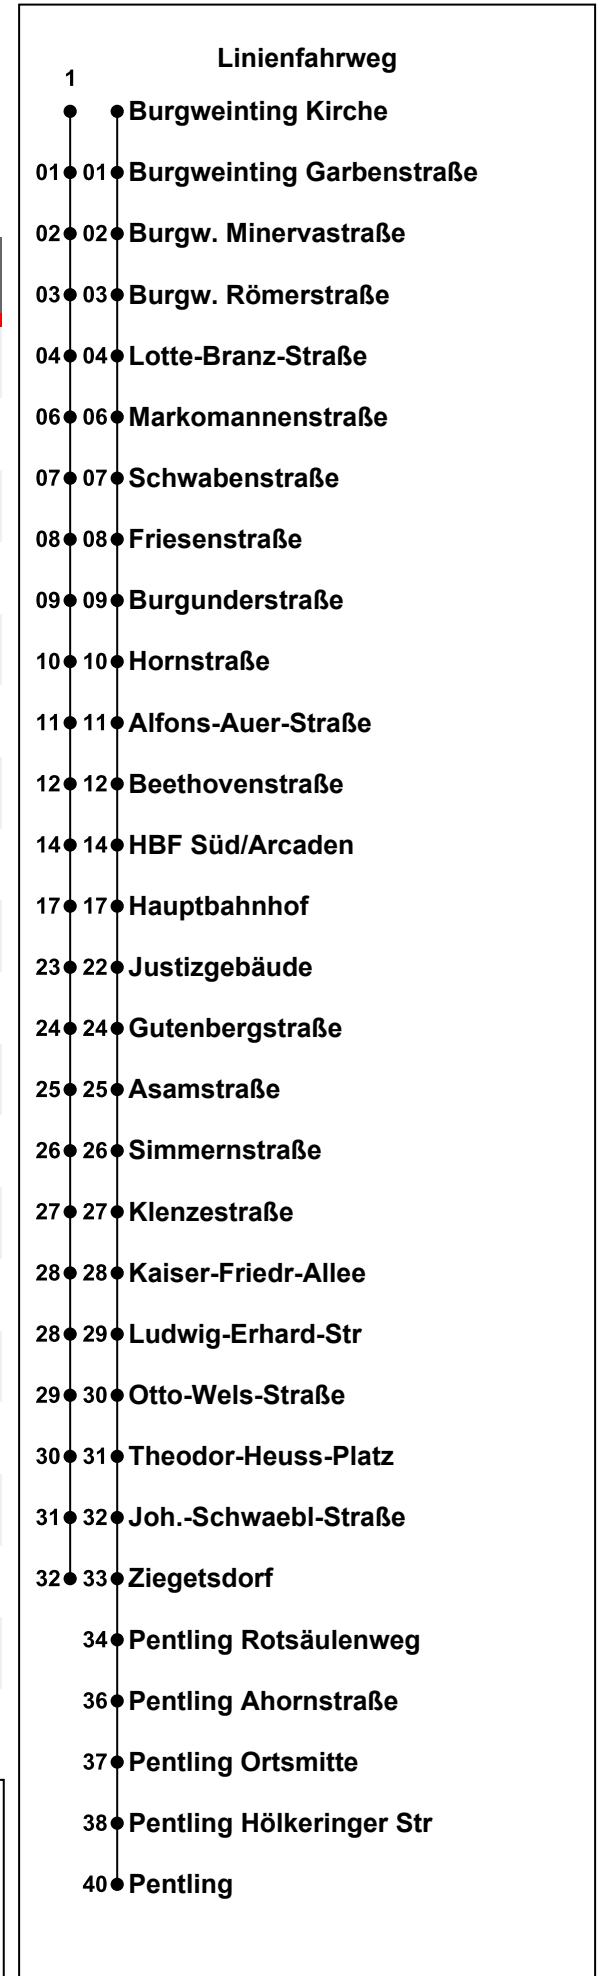 Linienfahrweg
1
Burgweinting Kirche
01 01 Burgweinting Garbenstraße
02 02 Burgw. Minervastraße
03 03 Burgw. Römerstraße
04 04 Lotte-Branz-Straße
06 06 Markomannenstraße
07 07 Schwabenstraße
08 08 Friesenstraße
09 09 Burgunderstraße
10 10 Hornstraße
11 11 Alfons-Auer-Straße
12 12 Beethovenstraße
14 14 HBF Süd/Arcaden
17 17 Hauptbahnhof
23 22 Justizgebäude
24 24 Gutenbergstraße
25 25 Asamstraße
26 26 Simmernstraße
27 27 Klenzestraße
28 28 Kaiser-Friedr-Allee
28 29 Ludwig-Erhard-Str
29 30 Otto-Wels-Straße
30 31 Theodor-Heuss-Platz
31 32 Joh.-Schwaebl-Straße
32 33 Ziegetsdorf
34 Pentling Rotsäulenweg
36 Pentling Ahornstraße
37 Pentling Ortsmitte
38 Pentling Hölkeringer Str
40 Pentling